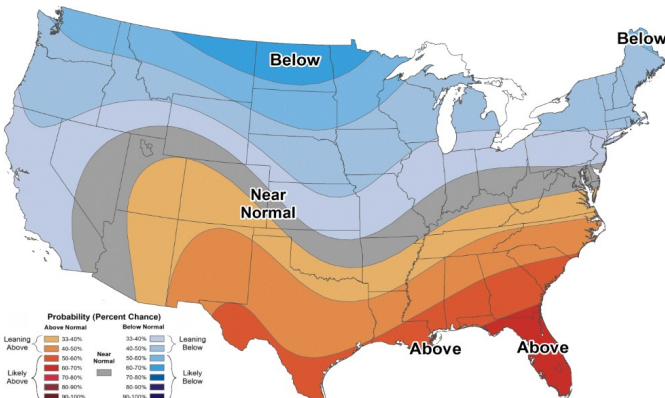 Below
Below
Near
Normal
Above
Above
Probability (Percent Chance)
Above Normal
Below Normal
Leaning
Above
33-40%
40-50%
Likely
Above
50-60%
60-70%
70-80%
80-90%
90-100%
Near
Normal
33-40%
40-50%
Leaning
Below
50-60%
60-70%
70-80%
80-90%
90-100%
Likely
Below